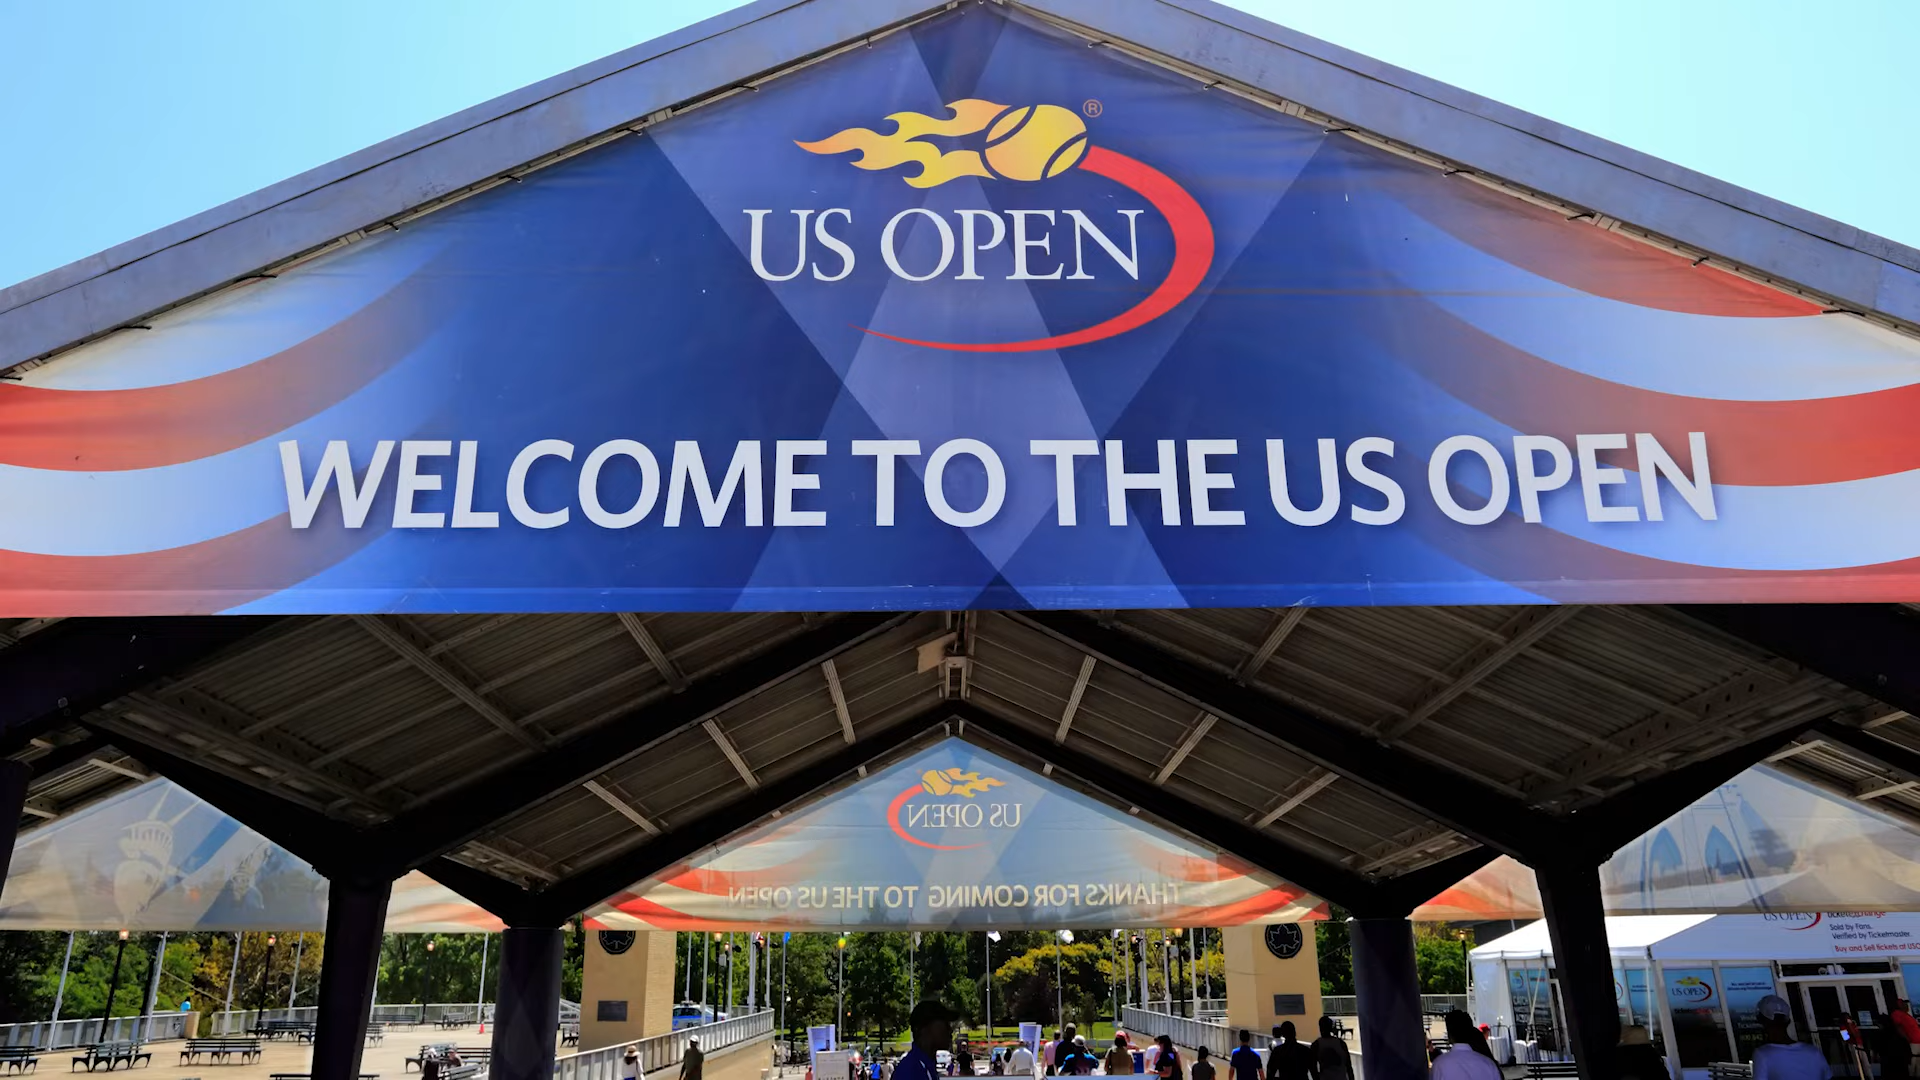 ®
US OPEN
WELCOME TO THE US OPEN
US OPEN
THANKS FOR COMING TO THE US OPEN
US OPEN
Sold by Fans.
Verified by Ticketmaster.
Buy and Sell tickets at
US OPEN